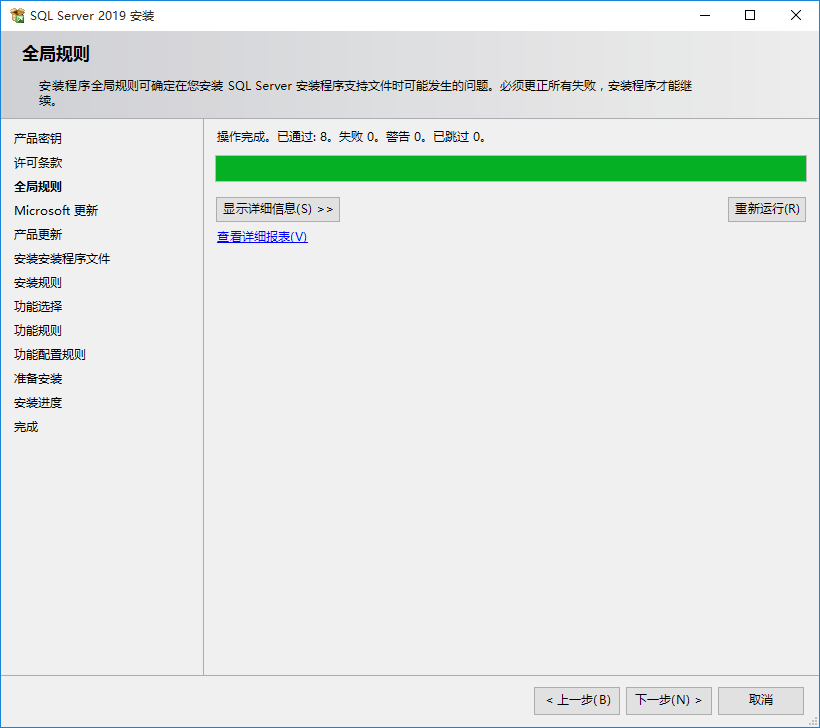 SQL Server 2019 安装
全局规则
安装程序全局规则可确定在您安装 SQL Server 安装程序支持文件时可能发生的问题。必须更正所有失败，安装程序才能继
续。
产品密钥
许可条款
全局规则
Microsoft 更新
产品更新
安装安装程序文件
安装规则
功能选择
功能规则
功能配置规则
准备安装
安装进度
完成
操作完成。已通过: 8。失败 0。警告 0。已跳过 0。
显示详细信息(S) >>
重新运行(R)
查看详细报表(V)
< 上一步(B)
下一步(N) >
取消